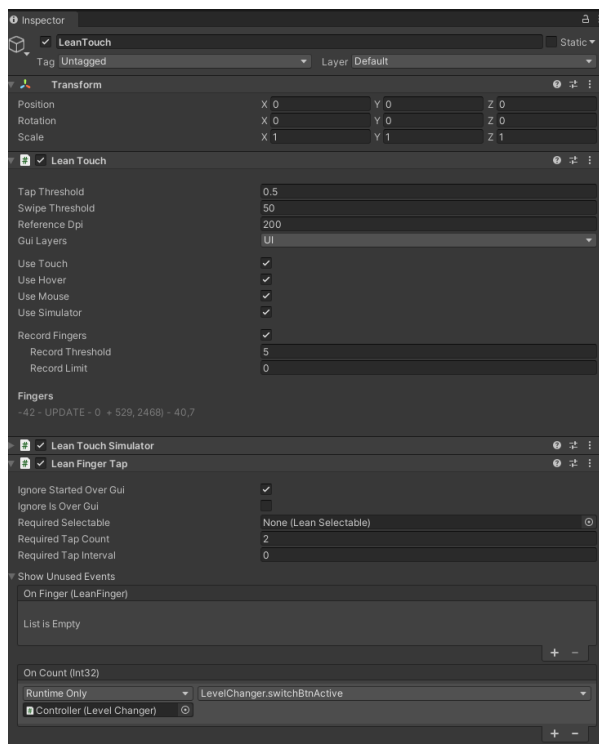 Inspector
LeanTouch
Static
Tag Untagged Layer Default
Transform
Position X 0 Y 0 Z 0
Rotation X 0 Y 0 Z 0
Scale X 1 Y 1 Z 1
# Lean Touch
Tap Threshold 0.5
Swipe Threshold 50
Reference Dpi 200
Gui Layers UI
Use Touch
Use Hover
Use Mouse
Use Simulator
Record Fingers
Record Threshold 5
Record Limit 0
Fingers
-42 - UPDATE - 0 + 529, 2468) - 40,7
# Lean Touch Simulator
# Lean Finger Tap
Ignore Started Over Gui
Ignore Is Over Gui
Required Selectable None (Lean Selectable)
Required Tap Count 2
Required Tap Interval 0
Show Unused Events
On Finger (LeanFinger)
List is Empty
+ -
On Count (Int32)
Runtime Only LevelChanger.switchBtnActive
# Controller (Level Changer)
+ -